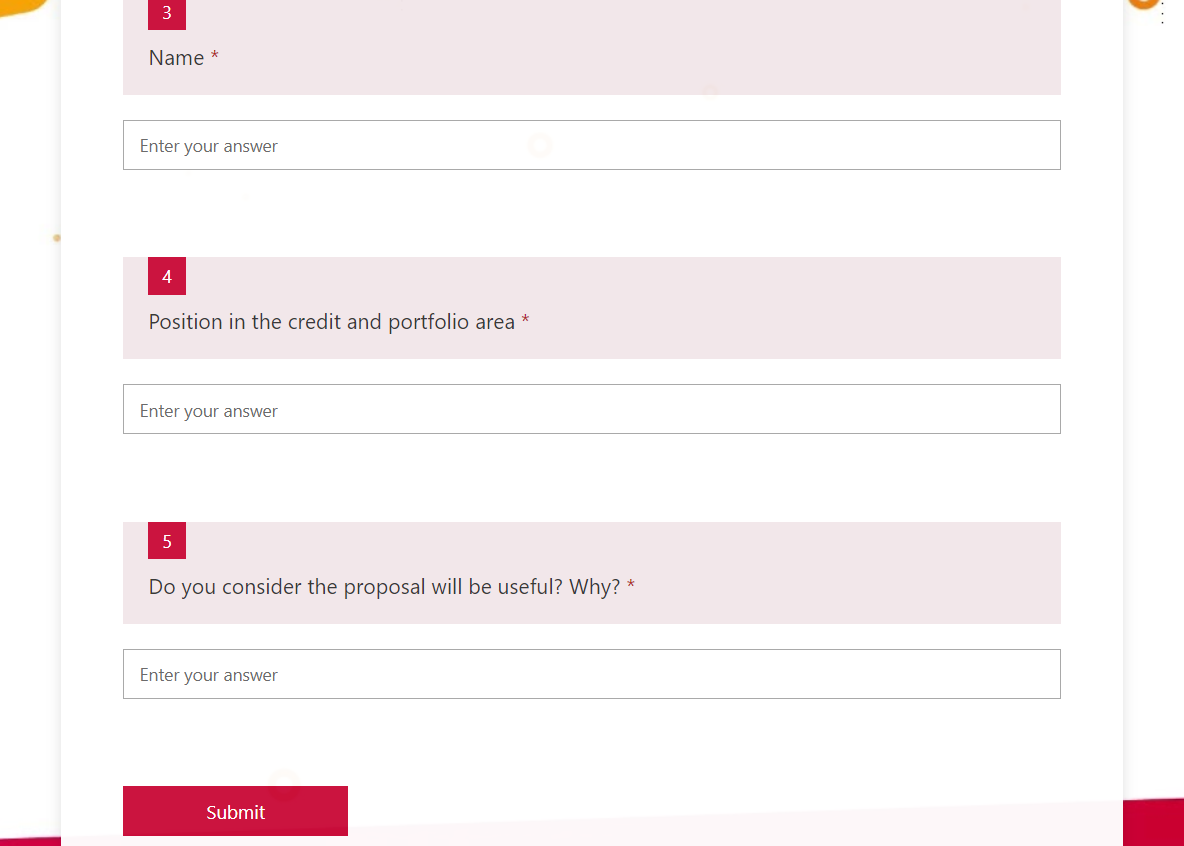 3
Name *
Enter your answer
4
Position in the credit and portfolio area *
Enter your answer
5
Do you consider the proposal will be useful? Why? *
Enter your answer
Submit